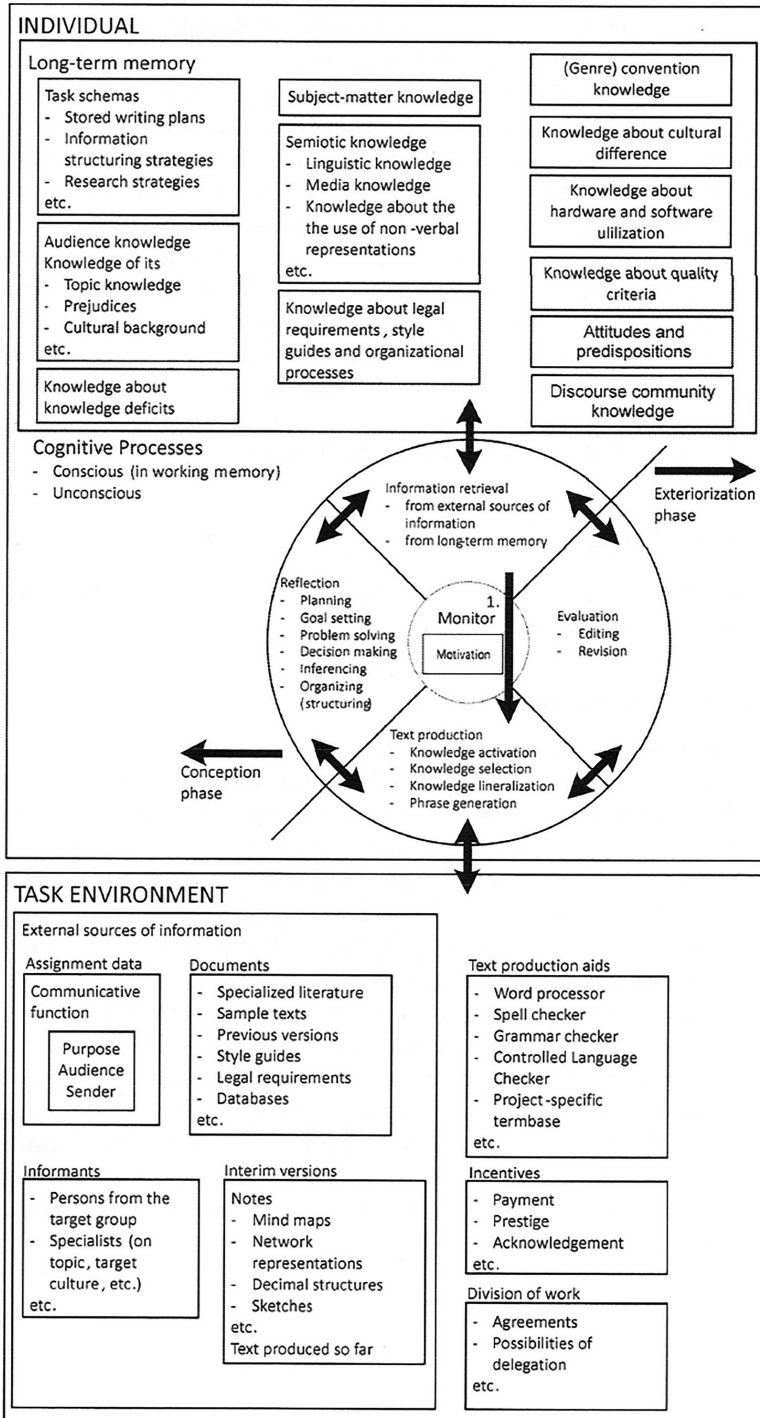 INDIVIDUAL
Long-term memory
Task schemas
- Stored writing plans
- Information
structuring strategies
- Research strategies
etc.
Audience knowledge
Knowledge of its
- Topic knowledge
- Prejudices
- Cultural background
etc.
Knowledge about
knowledge deficits
Subject-matter knowledge
Semiotic knowledge
- Linguistic knowledge
- Media knowledge
- Knowledge about the
the use of non -verbal
representations
etc.
Knowledge about legal
requirements , style
guides and organizational
processes
(Genre) convention
knowledge
Knowledge about cultural
difference
Knowledge about
hardware and software
ulilization
Knowledge about quality
criteria
Attitudes and
predispositions
Discourse community
knowledge
Cognitive Processes
- Conscious (in working memory)
- Unconscious
Exteriorization
phase
Information retrieval
- from external sources of
information
- from long-term memory
Reflection
- Planning
- Goal setting
- Problem solving
- Decision making
- Inferencing
- Organizing
(structuring)
1.
Monitor
Motivation
Evaluation
- Editing
- Revision
Text production
- Knowledge activation
- Knowledge selection
- Knowledge lineralization
- Phrase generation
Conception
phase
TASK ENVIRONMENT
External sources of information
Assignment data
Communicative
function
Purpose
Audience
Sender
Documents
- Specialized literature
- Sample texts
- Previous versions
- Style guides
- Legal requirements
- Databases
etc.
Informants
- Persons from the
target group
- Specialists (on
topic, target
culture , etc.)
etc.
Interim versions
Notes
- Mind maps
- Network
representations
- Decimal structures
- Sketches
etc.
Text produced so far
Text production aids
- Word processor
- Spell checker
- Grammar checker
- Controlled Language
Checker
- Project -specific
termbase
etc.
Incentives
- Payment
- Prestige
- Acknowledgement
etc.
Division of work
- Agreements
- Possibilities of
delegation
etc.